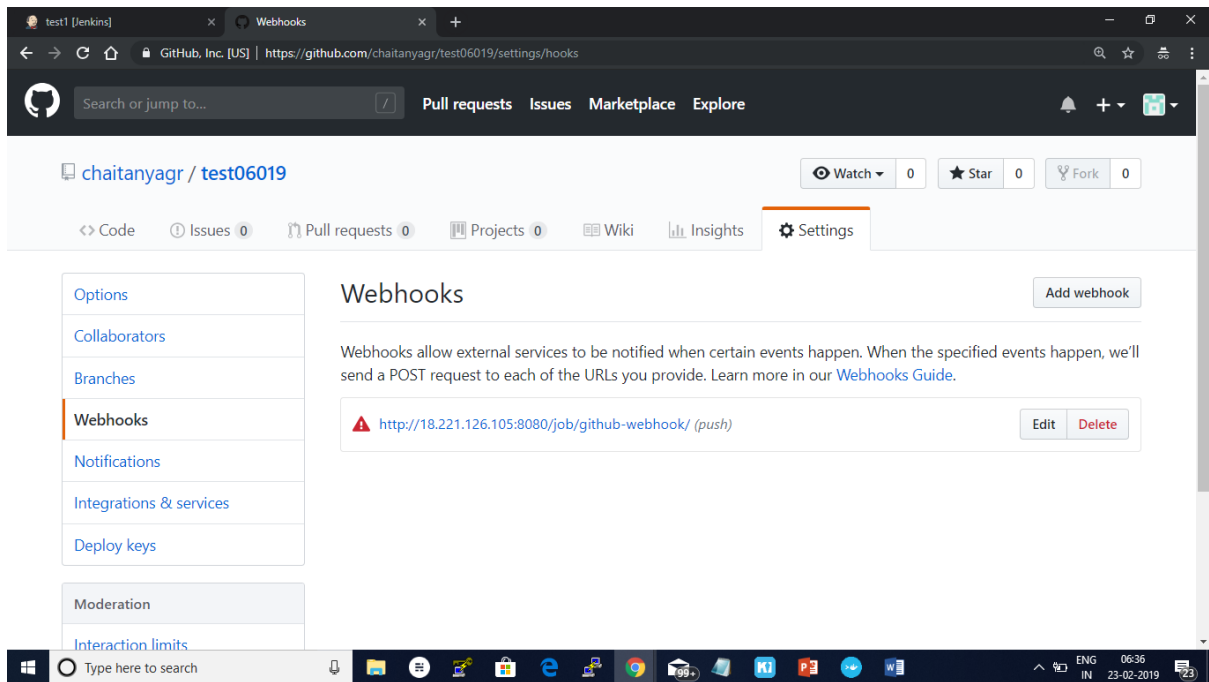 test1 [Jenkins] Webhooks
GitHub, Inc. [US] | https://github.com/chaitanyagr/test06019/settings/hooks
Search or jump to... / Pull requests Issues Marketplace Explore
chaitanyagr / test06019 Watch 0 Star 0 Fork 0
Code Issues 0 Pull requests 0 Projects 0 Wiki Insights Settings
Options
Collaborators
Branches
Webhooks
Notifications
Integrations & services
Deploy keys
Moderation
Interaction limits
Webhooks Add webhook
Webhooks allow external services to be notified when certain events happen. When the specified events happen, we'll
send a POST request to each of the URLs you provide. Learn more in our Webhooks Guide.
http://18.221.126.105:8080/job/github-webhook/ (push) Edit Delete
Type here to search 99+ K7 ENG 06:36
IN 23-02-2019 23